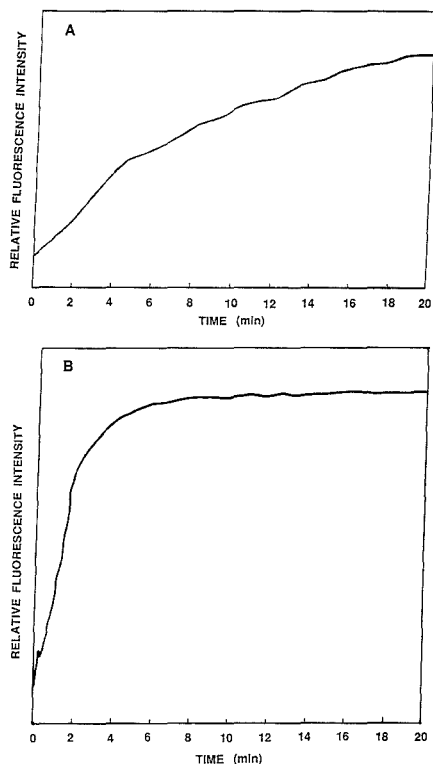 A
RELATIVE FLUORESCENCE INTENSITY
0 2 4 6 8 10 12 14 16 18 20
TIME (min)
B
RELATIVE FLUORESCENCE INTENSITY
0 2 4 6 8 10 12 14 16 18 20
TIME (min)